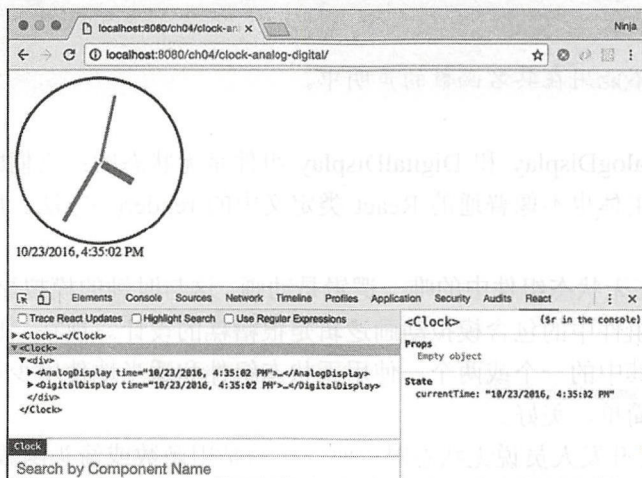 localhost:8080/ch04/clock-anal
Ninja
localhost:8080/ch04/clock-analog-digital/
10/23/2016, 4:35:02 PM
Elements Console Sources Network Timeline Profiles Application Security Audits React
Trace React Updates Highlight Search Use Reguler Expressions
<Clock>…</Clock>
<Clock>
<div>
<AnalogDisplay time="10/23/2016, 4:35:02 PM">…</AnalogDisplay>
<DigitalDisplay time="10/23/2016, 4:35:02 PM">…</DigitalDisplay>
</div>
</Clock>
Clock
Search by Component Name
<Clock> ($r in the console)
Props
Empty object
State
currentTime: "10/23/2016, 4:35:02 PM"